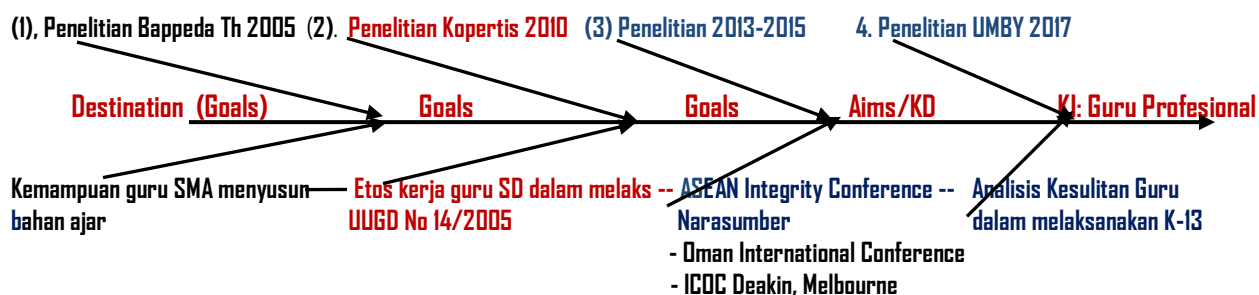 (1), Penelitian Bappeda Th 2005 (2). Penelitian Kopertis 2010 (3) Penelitian 2013-2015 4. Penelitian UMBY 2017
Destination (Goals) Goals Goals Aims/KD KI: Guru Profesional
Kemampuan guru SMA menyusun Etos kerja guru SD dalam melaks -- ASEAN Integrity Conference -- Analisis Kesulitan Guru
bahan ajar UUGD No 14/2005 Narasumber dalam melaksanakan K-13
- Oman International Conference
- ICOC Deakin, Melbourne